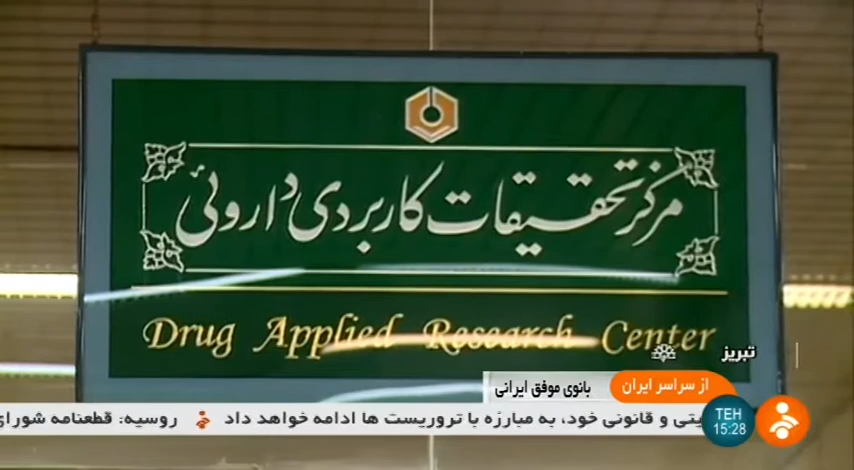 مرکز تحقیقات کاربردی داروئی
Drug Applied Research Center
تبریز
از سراسر ایران
بانوی موفق ایرانی
یتی و قانونی خود، به مبارزه با تروریست ها ادامه خواهد داد
روسیه: قطعنامه شورای
TEH
15:28